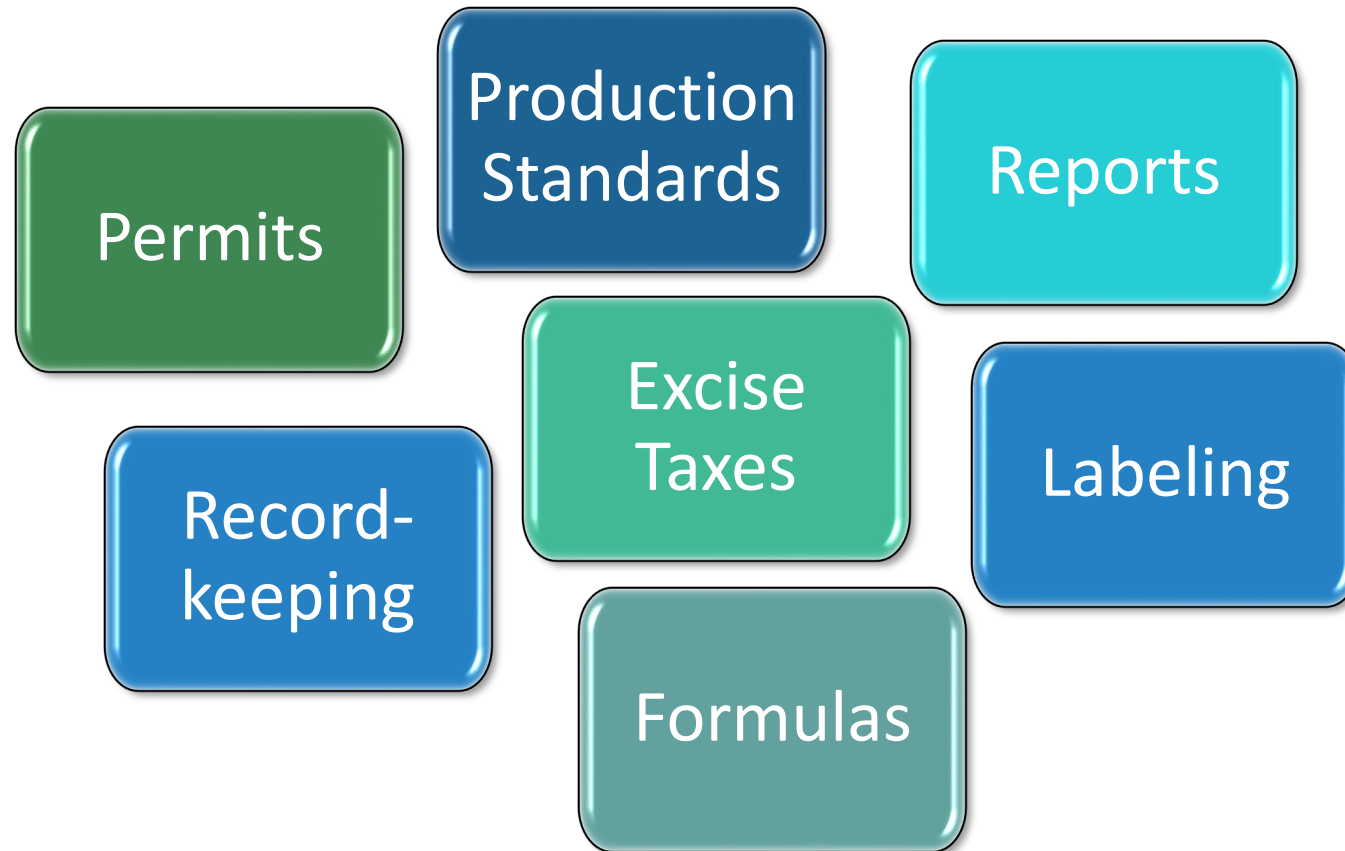 Permits
Production
Standards
Reports
Record-
keeping
Excise
Taxes
Labeling
Formulas